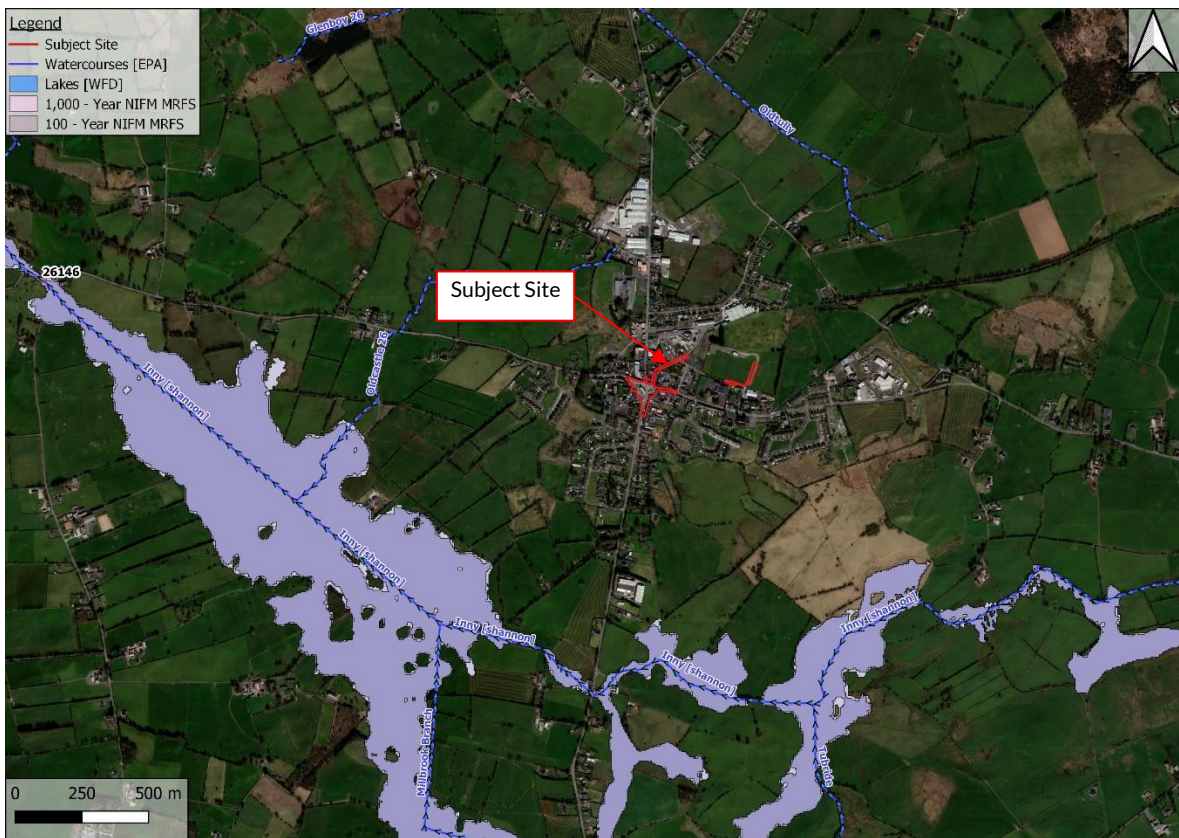 Legend
Subject Site
Watercourses [EPA]
Lakes [WFD]
1,000 - Year NIFM MRFS
100 - Year NIFM MRFS
Glenboy 26
Oldtully
26146
Subject Site
Oldcastle 26
Inny [shannon]
Inny [shannon]
Inny [shannon]
Inny [shannon]
Inny [shannon]
Millbrook Branch
Tubride
0 250 500 m